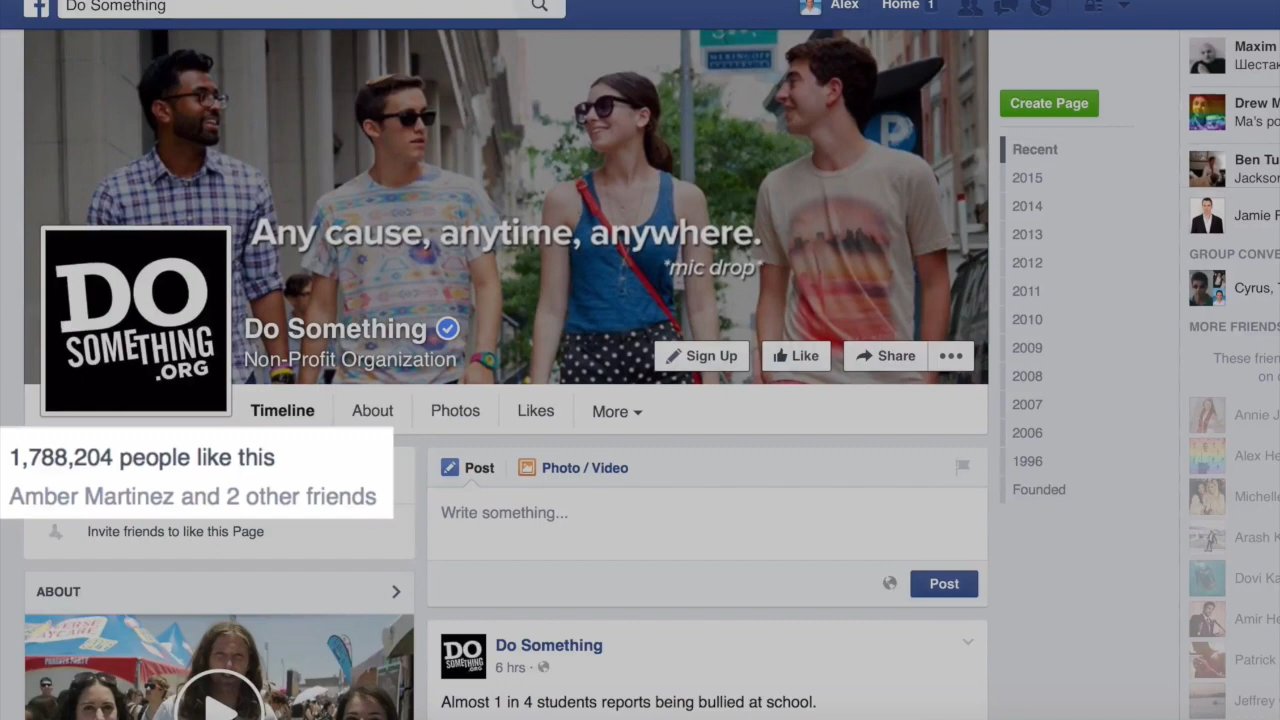 Do Something
Alex
Home 1
Any cause, anytime, anywhere.
*mic drop*
DO
SOMETHING
.ORG
Do Something
Non-Profit Organization
Sign Up
Like
Share
Timeline
About
Photos
Likes
More
1,788,204 people like this
Amber Martinez and 2 other friends
Invite friends to like this Page
ABOUT
Post
Photo / Video
Write something...
Post
DO
SOMETHING
.ORG
Do Something
6 hrs ·
Almost 1 in 4 students reports being bullied at school.
Create Page
Recent
2015
2014
2013
2012
2011
2010
2009
2008
2007
2006
1996
Founded
Maxim
Шестак
Drew M
Ma's po
Ben Tu
Jackson
Jamie P
GROUP CONVE
Cyrus, T
MORE FRIENDS
These frien
on c
Annie J
Alex He
Michelle
Arash K
Dovi Ka
Amir He
Patrick
Jeffrey